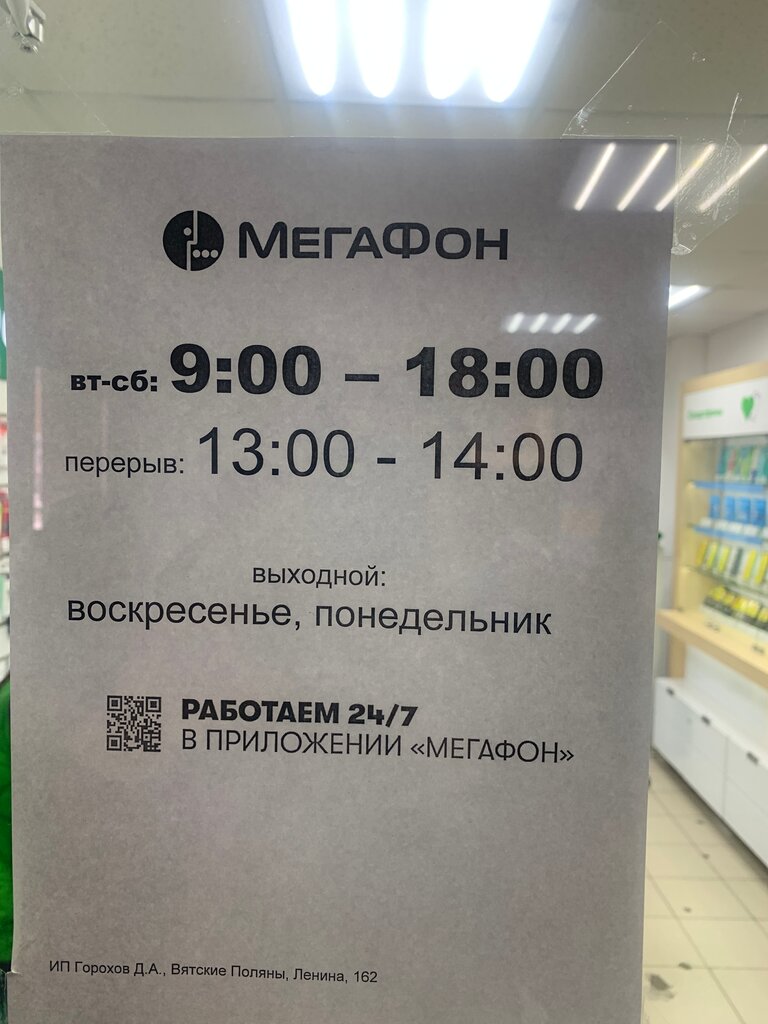 МЕГАФОН
вт-сб: 9:00 – 18:00
перерыв: 13:00 - 14:00
выходной:
воскресенье, понедельник
РАБОТАЕМ 24/7
В ПРИЛОЖЕНИИ «МЕГАФОН»
ИП Горохов Д.А., Вятские Поляны, Ленина, 162